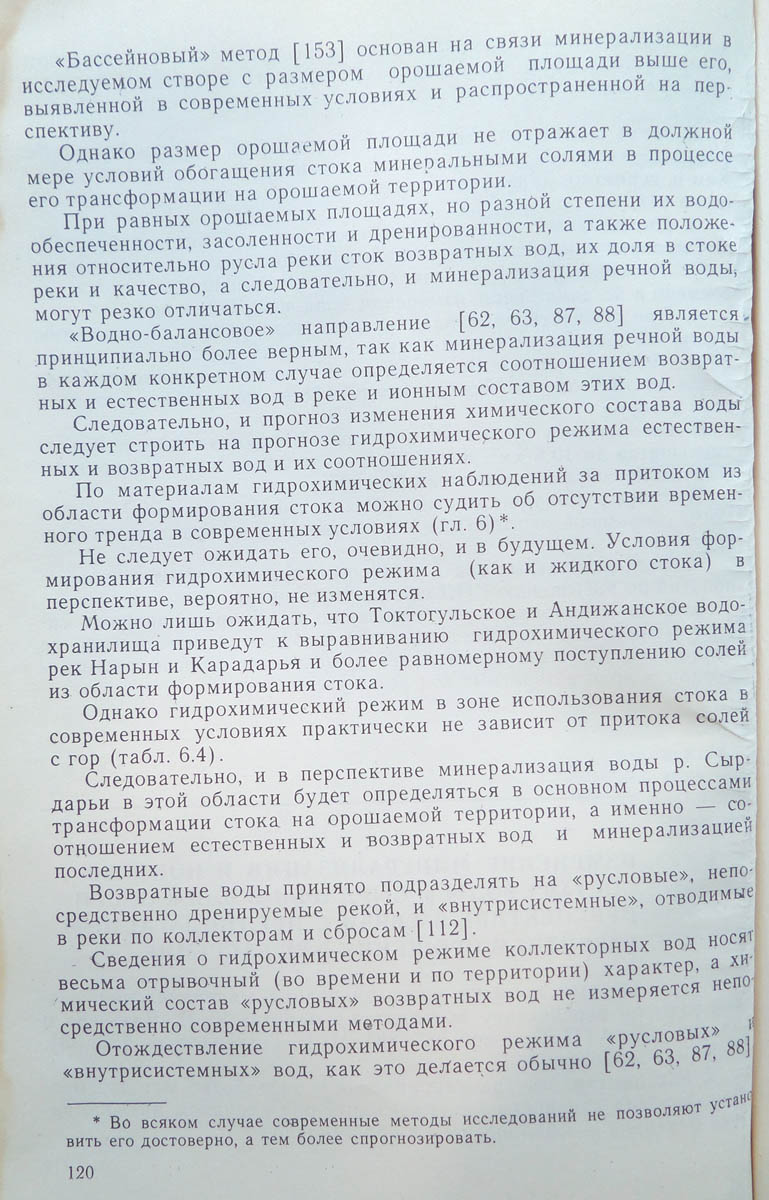 «Бассейновый» метод [153] основан на связи минерализации в
исследуемом створе с размером орошаемой площади выше его,
выявленной в современных условиях и распространенной на пер-
спективу.
Однако размер орошаемой площади не отражает в должной
мере условий обогащения стока минеральными солями в процессе
его трансформации на орошаемой территории.
При равных орошаемых площадях, но разной степени их водо-
обеспеченности, засоленности и дренированности, а также положе-
ния относительно русла реки сток возвратных вод, их доля в стоке
реки и качество, а следовательно, и минерализация речной воды,
могут резко отличаться.
«Водно-балансовое» направление [62, 63, 87, 88] является
принципиально более верным, так как минерализация речной воды
в каждом конкретном случае определяется соотношением возврат-
ных и естественных вод в реке и ионным составом этих вод.
Следовательно, и прогноз изменения химического состава воды
следует строить на прогнозе гидрохимического режима естествен-
ных и возвратных вод и их соотношениях.
По материалам гидрохимических наблюдений за притоком из
области формирования стока можно судить об отсутствии времен-
ного тренда в современных условиях (гл. 6)*.
Не следует ожидать его, очевидно, и в будущем. Условия фор-
мирования гидрохимического режима (как и жидкого стока) в
перспективе, вероятно, не изменятся.
Можно лишь ожидать, что Токтогульское и Андижанское водо-
хранилища приведут к выравниванию гидрохимического режима
рек Нарын и Карадарья и более равномерному поступлению солей
из области формирования стока.
Однако гидрохимический режим в зоне использования стока в
современных условиях практически не зависит от притока солей
с гор (табл. 6.4).
Следовательно, и в перспективе минерализация воды р. Сыр-
дарьи в этой области будет определяться в основном процессами
трансформации стока на орошаемой территории, а именно — со-
отношением естественных и возвратных вод и минерализацией
последних.
Возвратные воды принято подразделять на «русловые», непо-
средственно дренируемые рекой, и «внутрисистемные», отводимые
в реки по коллекторам и сбросам [112].
Сведения о гидрохимическом режиме коллекторных вод носят
весьма отрывочный (во времени и по территории) характер, а хи-
мический состав «русловых» возвратных вод не измеряется непо-
средственно современными методами.
Отождествление гидрохимического режима «русловых» и
«внутрисистемных» вод, как это делается обычно [62, 63, 87, 88]
* Во всяком случае современные методы исследований не позволяют устано
вить его достоверно, а тем более спрогнозировать.
120